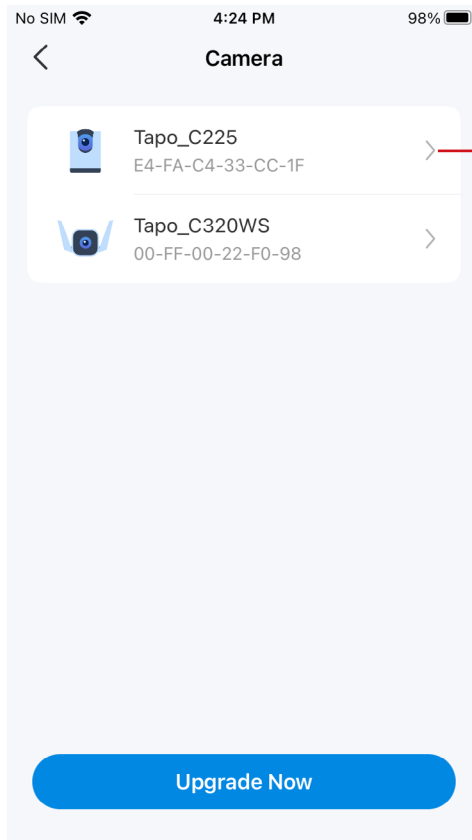 No SIM 4:24 PM 98%
Camera
Tapo_C225
E4-FA-C4-33-CC-1F
Tapo_C320WS
00-FF-00-22-F0-98
Upgrade Now